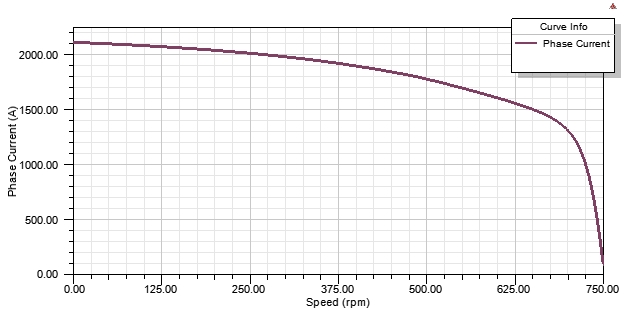 Curve Info
Phase Current
2000.00
1500.00
1000.00
500.00
0.00
Phase Current (A)
0.00 125.00 250.00 375.00 500.00 625.00 750.00
Speed (rpm)